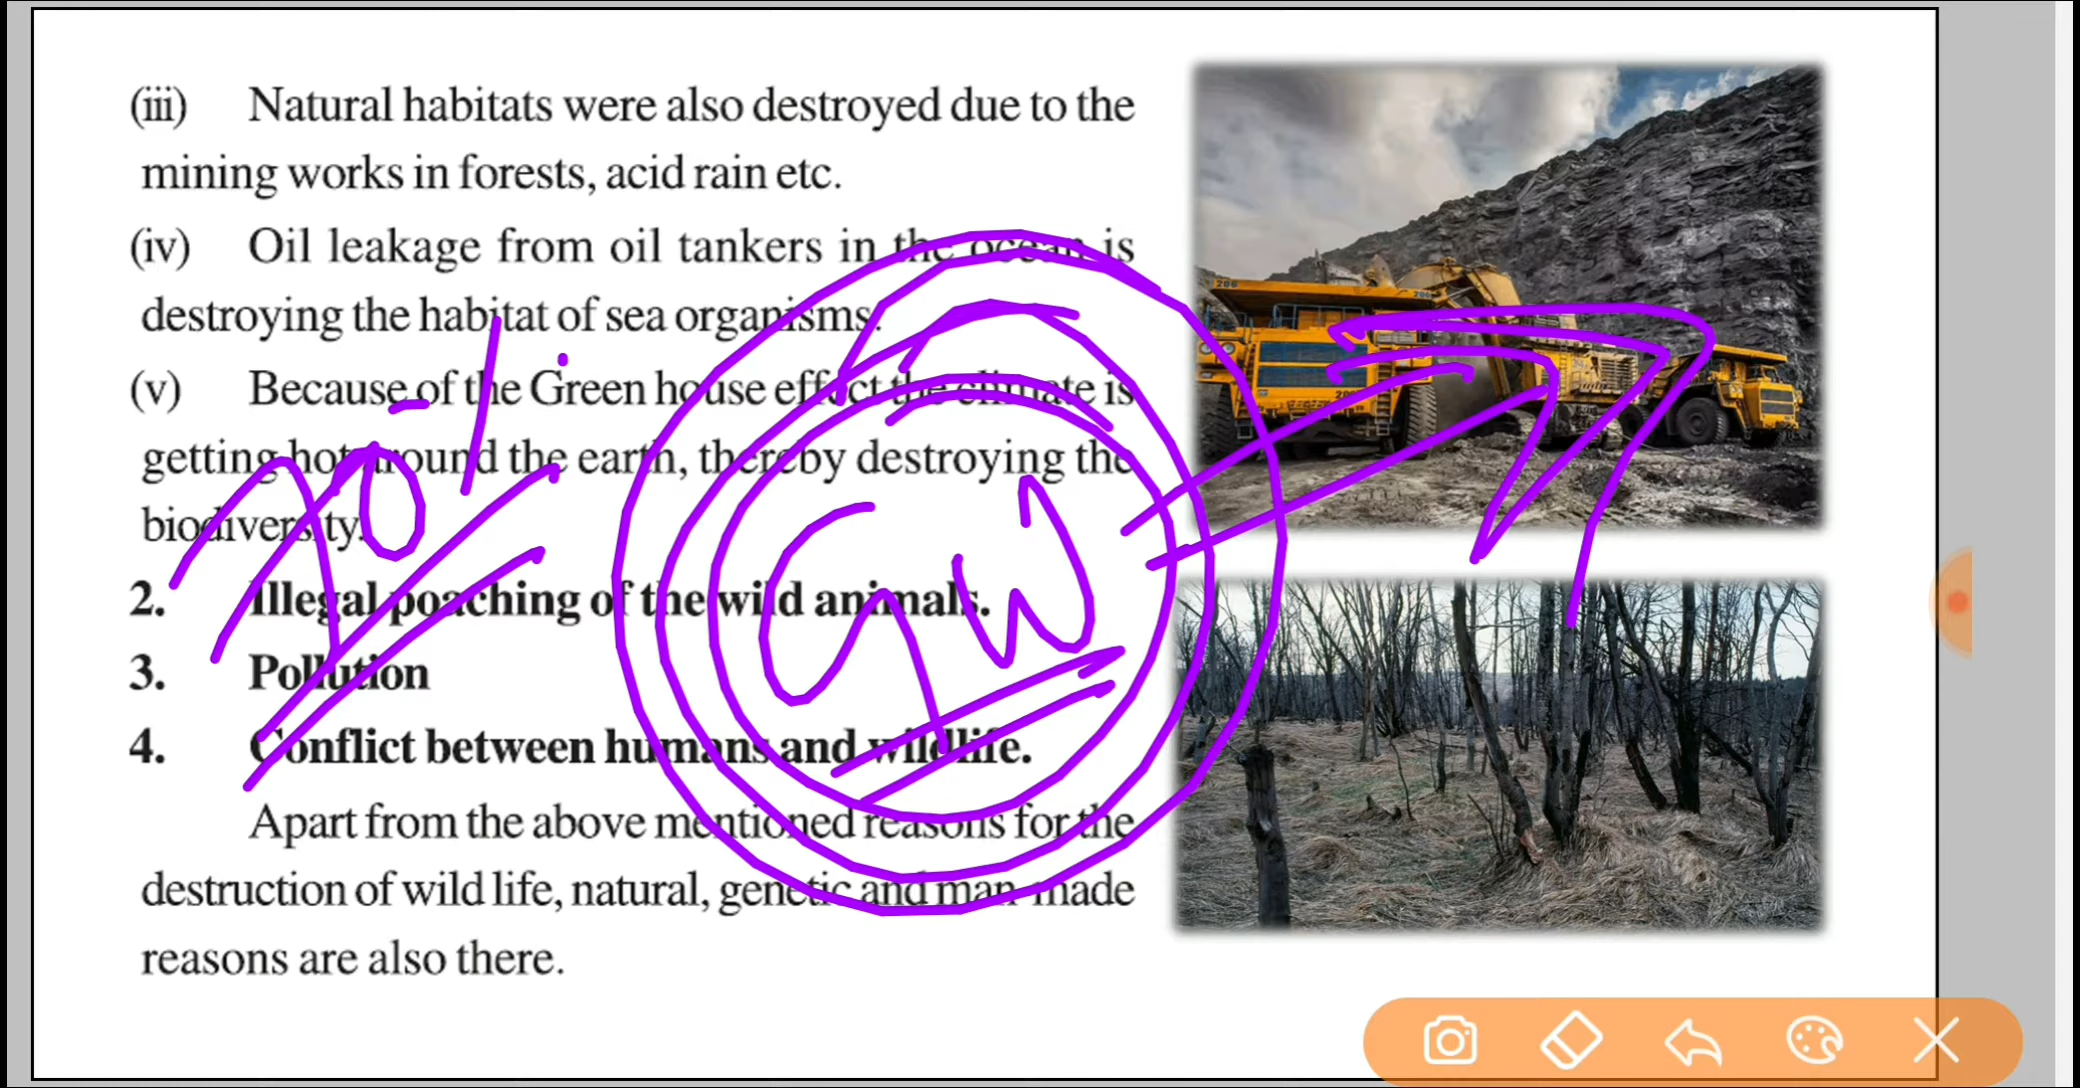 (iii) Natural habitats were also destroyed due to the
mining works in forests, acid rain etc.
(iv) Oil leakage from oil tankers in the ocean is
destroying the habitat of sea organisms.
(v) Because of the Green house effect the climate is
getting hot around the earth, thereby destroying the
biodiversity.
2. Illegal poaching of the wild animals.
3. Pollution
4. Conflict between humans and wildlife.
Apart from the above mentioned reasons for the
destruction of wild life, natural, genetic and man-made
reasons are also there.
GW
206
206